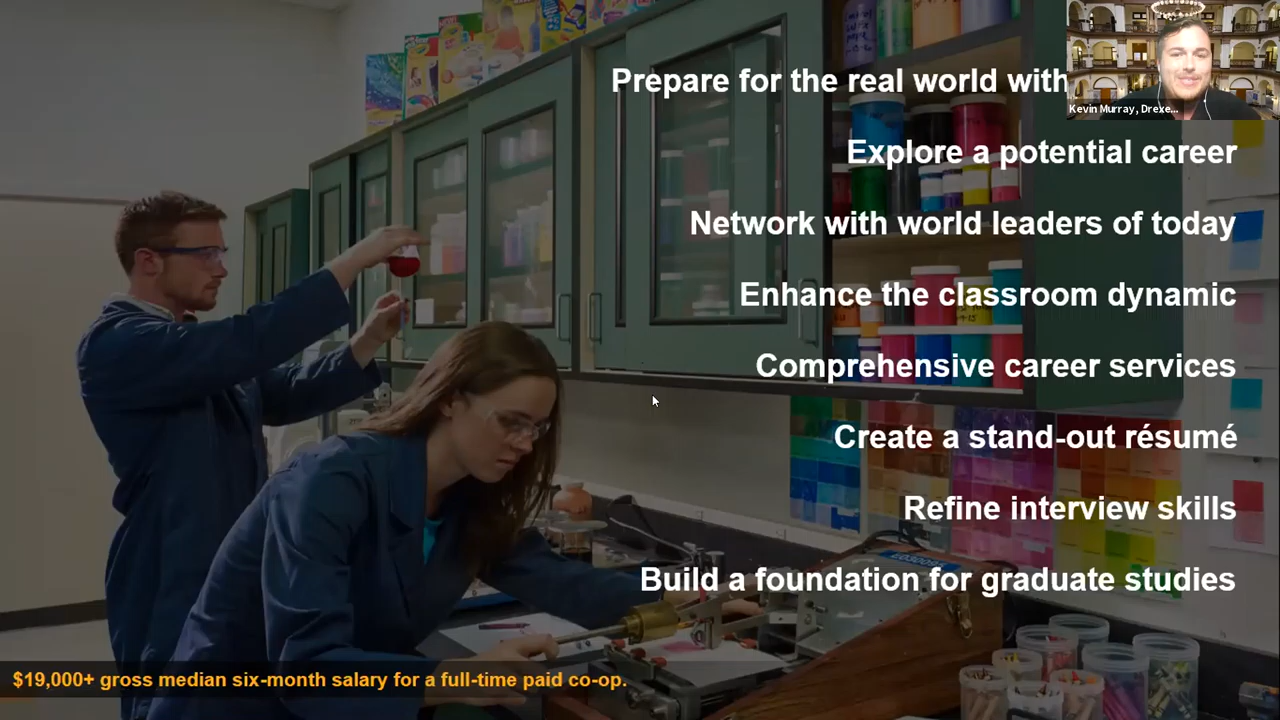 Prepare for the real world with
Kevin Murray, Drexe...
Explore a potential career
Network with world leaders of today
Enhance the classroom dynamic
Comprehensive career services
Create a stand-out résumé
Refine interview skills
Build a foundation for graduate studies
$19,000+ gross median six-month salary for a full-time paid co-op.